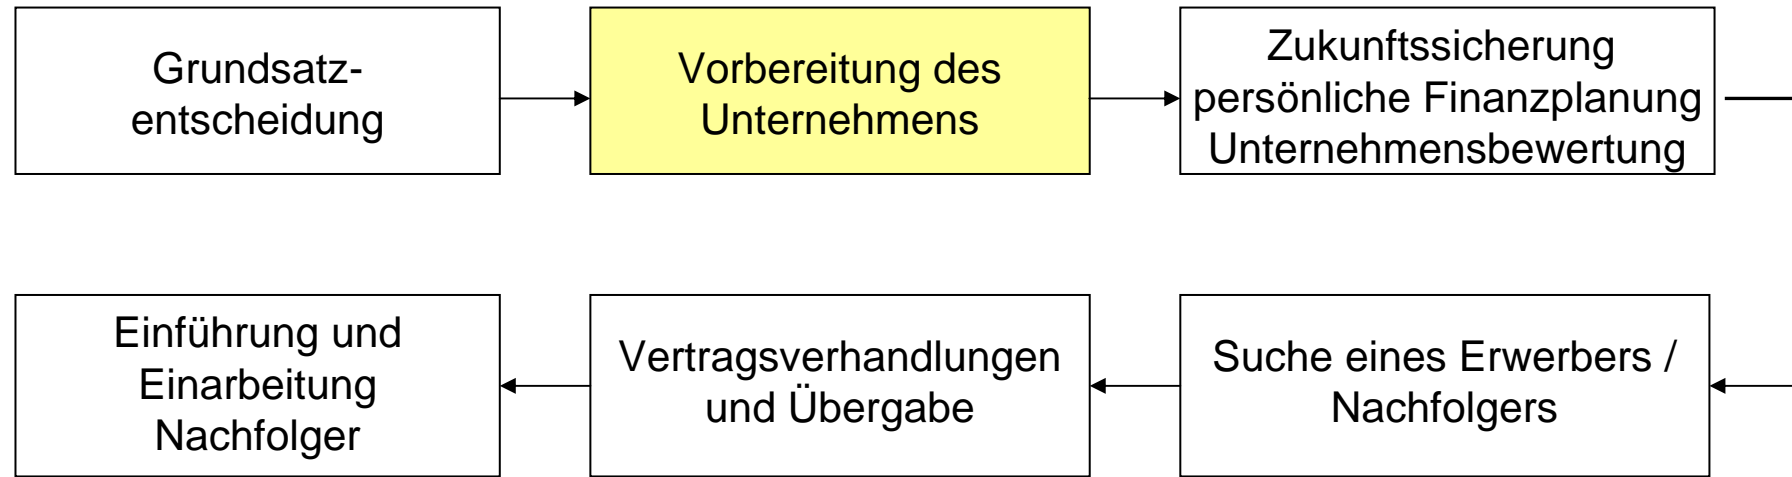 Grundsatz-
entscheidung
Vorbereitung des
Unternehmens
Zukunftssicherung
persönliche Finanzplanung
Unternehmensbewertung
Einführung und
Einarbeitung
Nachfolger
Vertragsverhandlungen
und Übergabe
Suche eines Erwerbers /
Nachfolgers